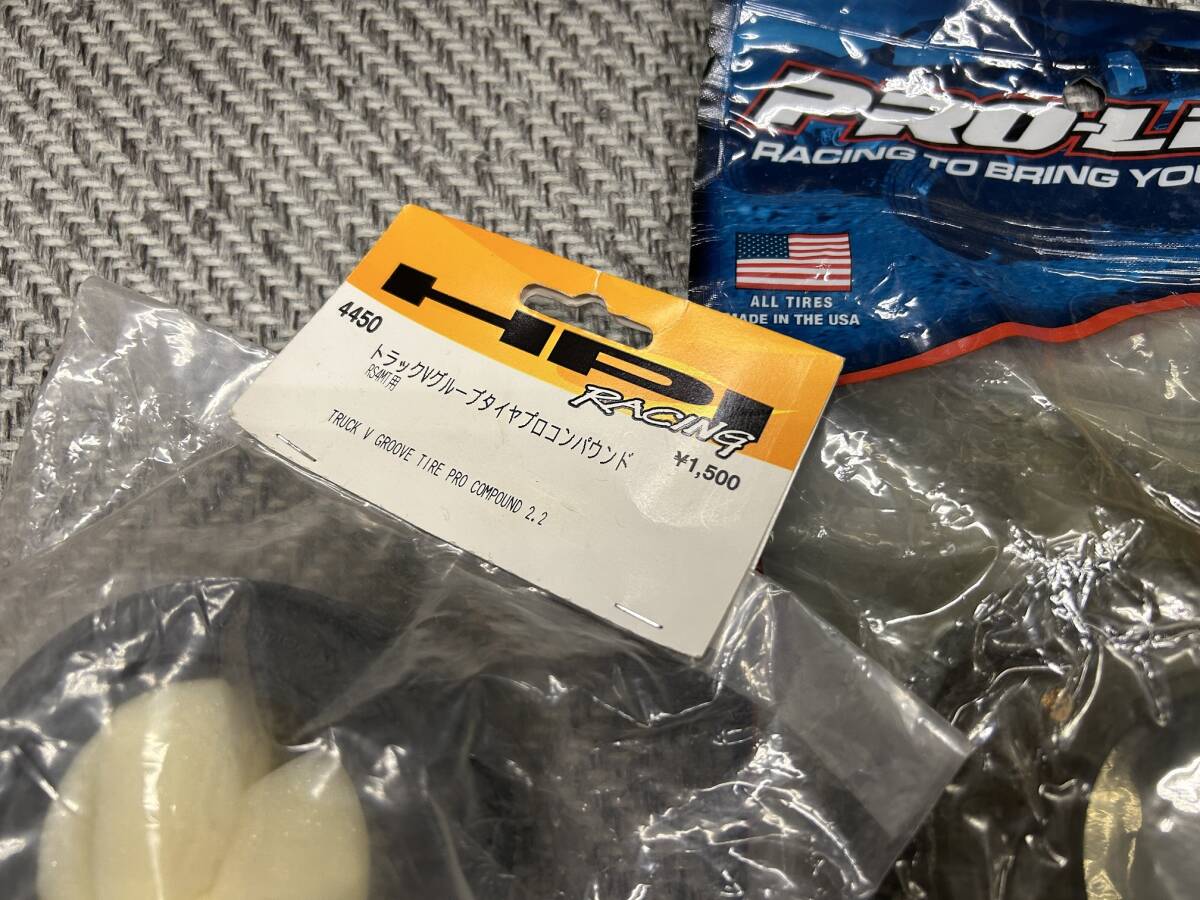 PRO-LI
RACING TO BRING YOU
ALL TIRES
MADE IN THE USA
HPI
RACING
4450
トラックVグループタイヤプロコンパウンド
RS4MT用
¥1,500
TRUCK V GROOVE TIRE PRO COMPOUND 2.2